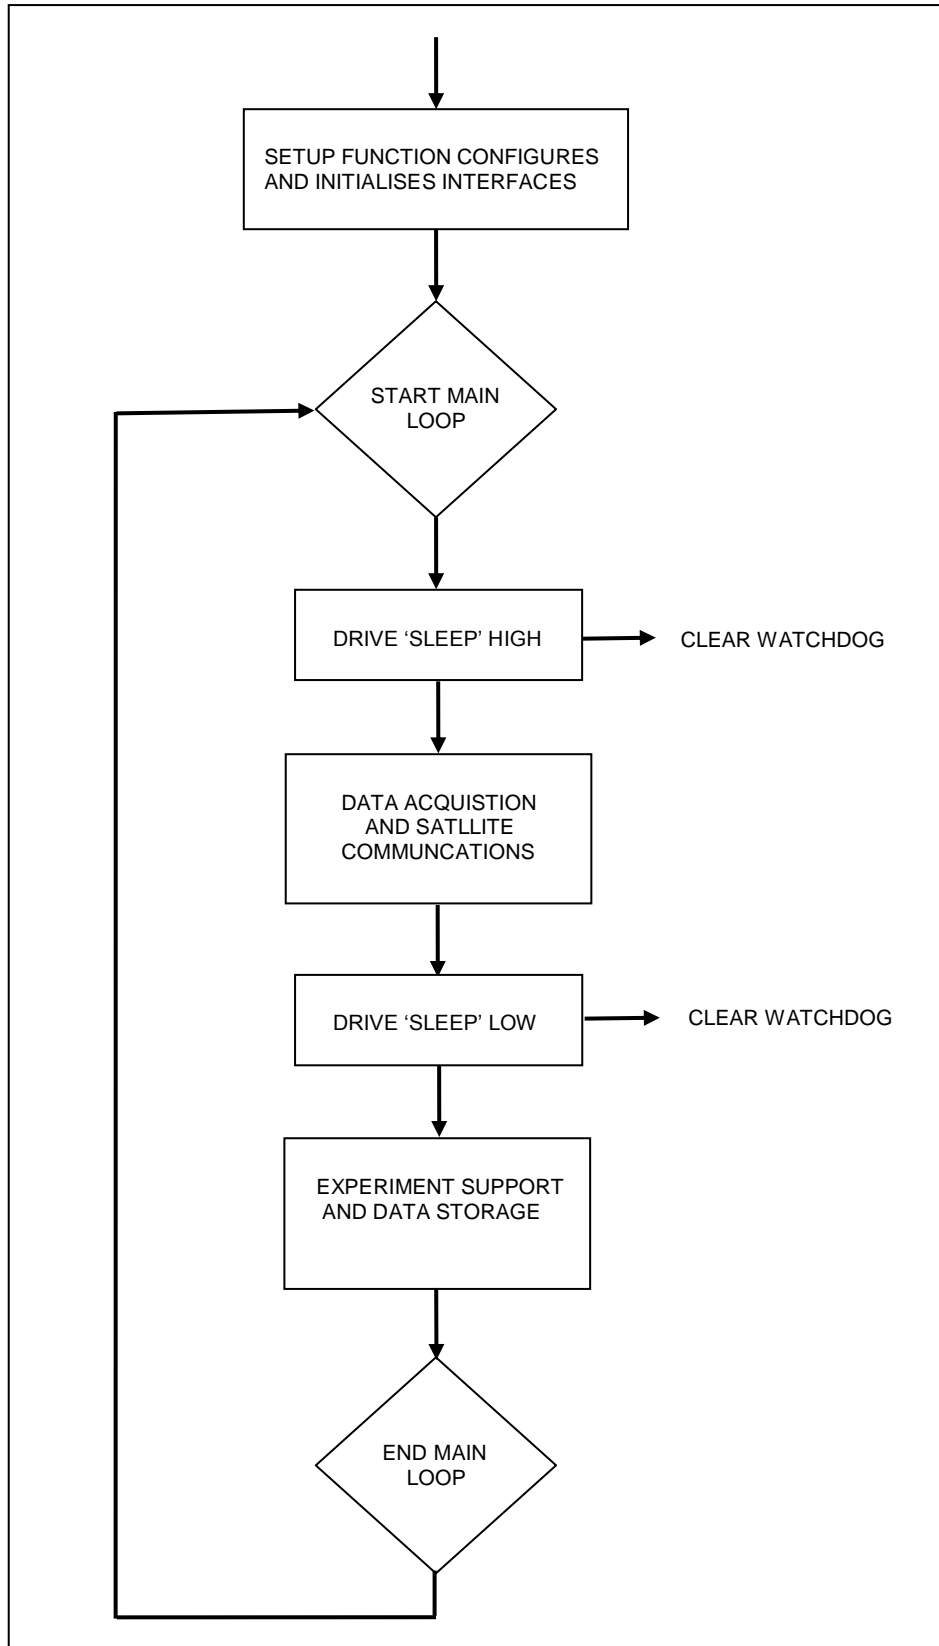 SETUP FUNCTION CONFIGURES
AND INITIALISES INTERFACES
START MAIN
LOOP
DRIVE ‘SLEEP’ HIGH
CLEAR WATCHDOG
DATA ACQUISTION
AND SATLLITE
COMMUNCATIONS
DRIVE ‘SLEEP’ LOW
CLEAR WATCHDOG
EXPERIMENT SUPPORT
AND DATA STORAGE
END MAIN
LOOP